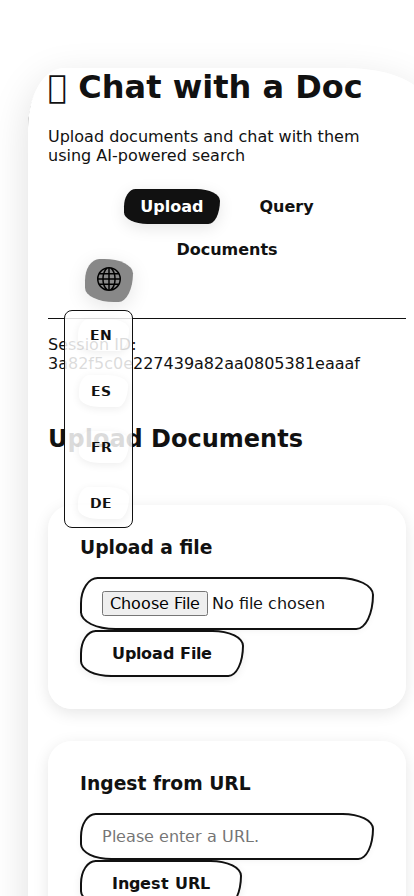 Chat with a Doc
Upload documents and chat with them
using AI-powered search
Upload Query
Documents
Session ID:
3a82f5c0e227439a82aa0805381eaaaf
EN
ES
FR
DE
Upload Documents
Upload a file
Choose File No file chosen
Upload File
Ingest from URL
Please enter a URL.
Ingest URL